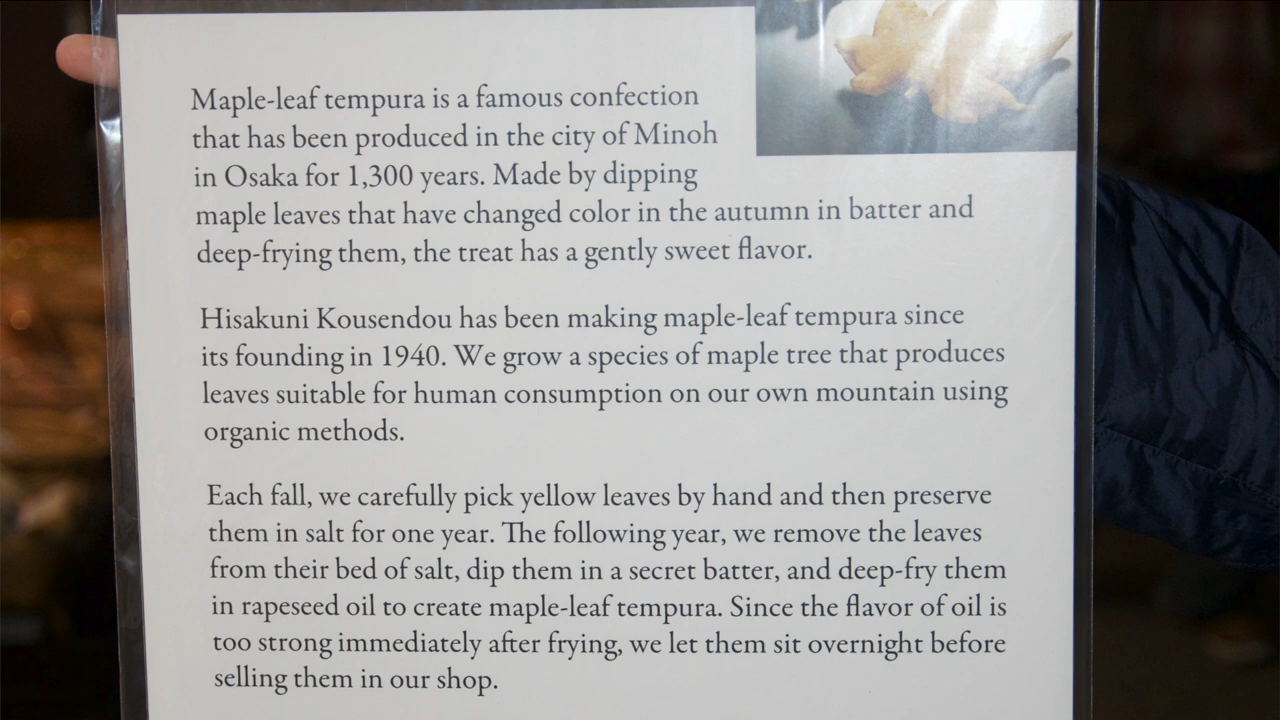 Maple-leaf tempura is a famous confection
that has been produced in the city of Minoh
in Osaka for 1,300 years. Made by dipping
maple leaves that have changed color in the autumn in batter and
deep-frying them, the treat has a gently sweet flavor.
Hisakuni Kousendou has been making maple-leaf tempura since
its founding in 1940. We grow a species of maple tree that produces
leaves suitable for human consumption on our own mountain using
organic methods.
Each fall, we carefully pick yellow leaves by hand and then preserve
them in salt for one year. The following year, we remove the leaves
from their bed of salt, dip them in a secret batter, and deep-fry them
in rapeseed oil to create maple-leaf tempura. Since the flavor of oil is
too strong immediately after frying, we let them sit overnight before
selling them in our shop.